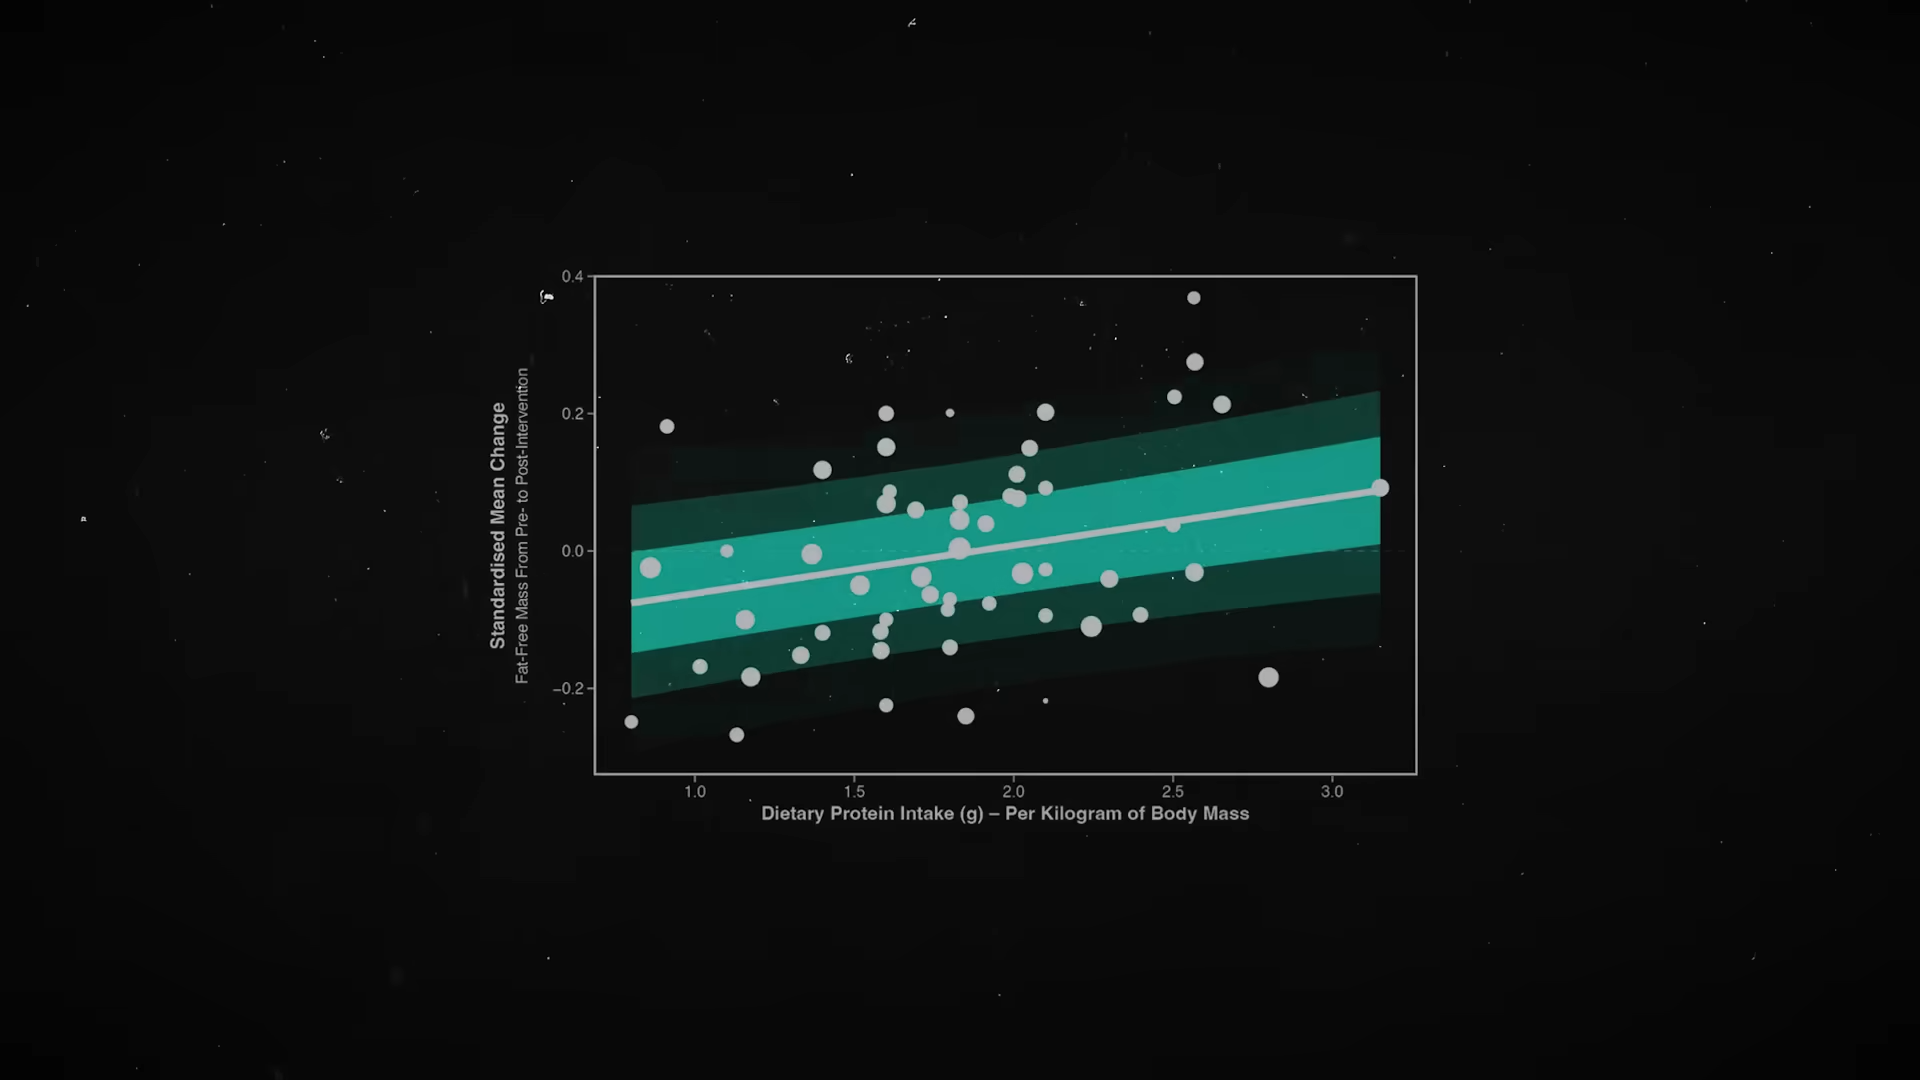 Standardised Mean Change
Fat-Free Mass From Pre- to Post-Intervention
0.4
0.2
0.0
−0.2
1.0 1.5 2.0 2.5 3.0
Dietary Protein Intake (g) – Per Kilogram of Body Mass